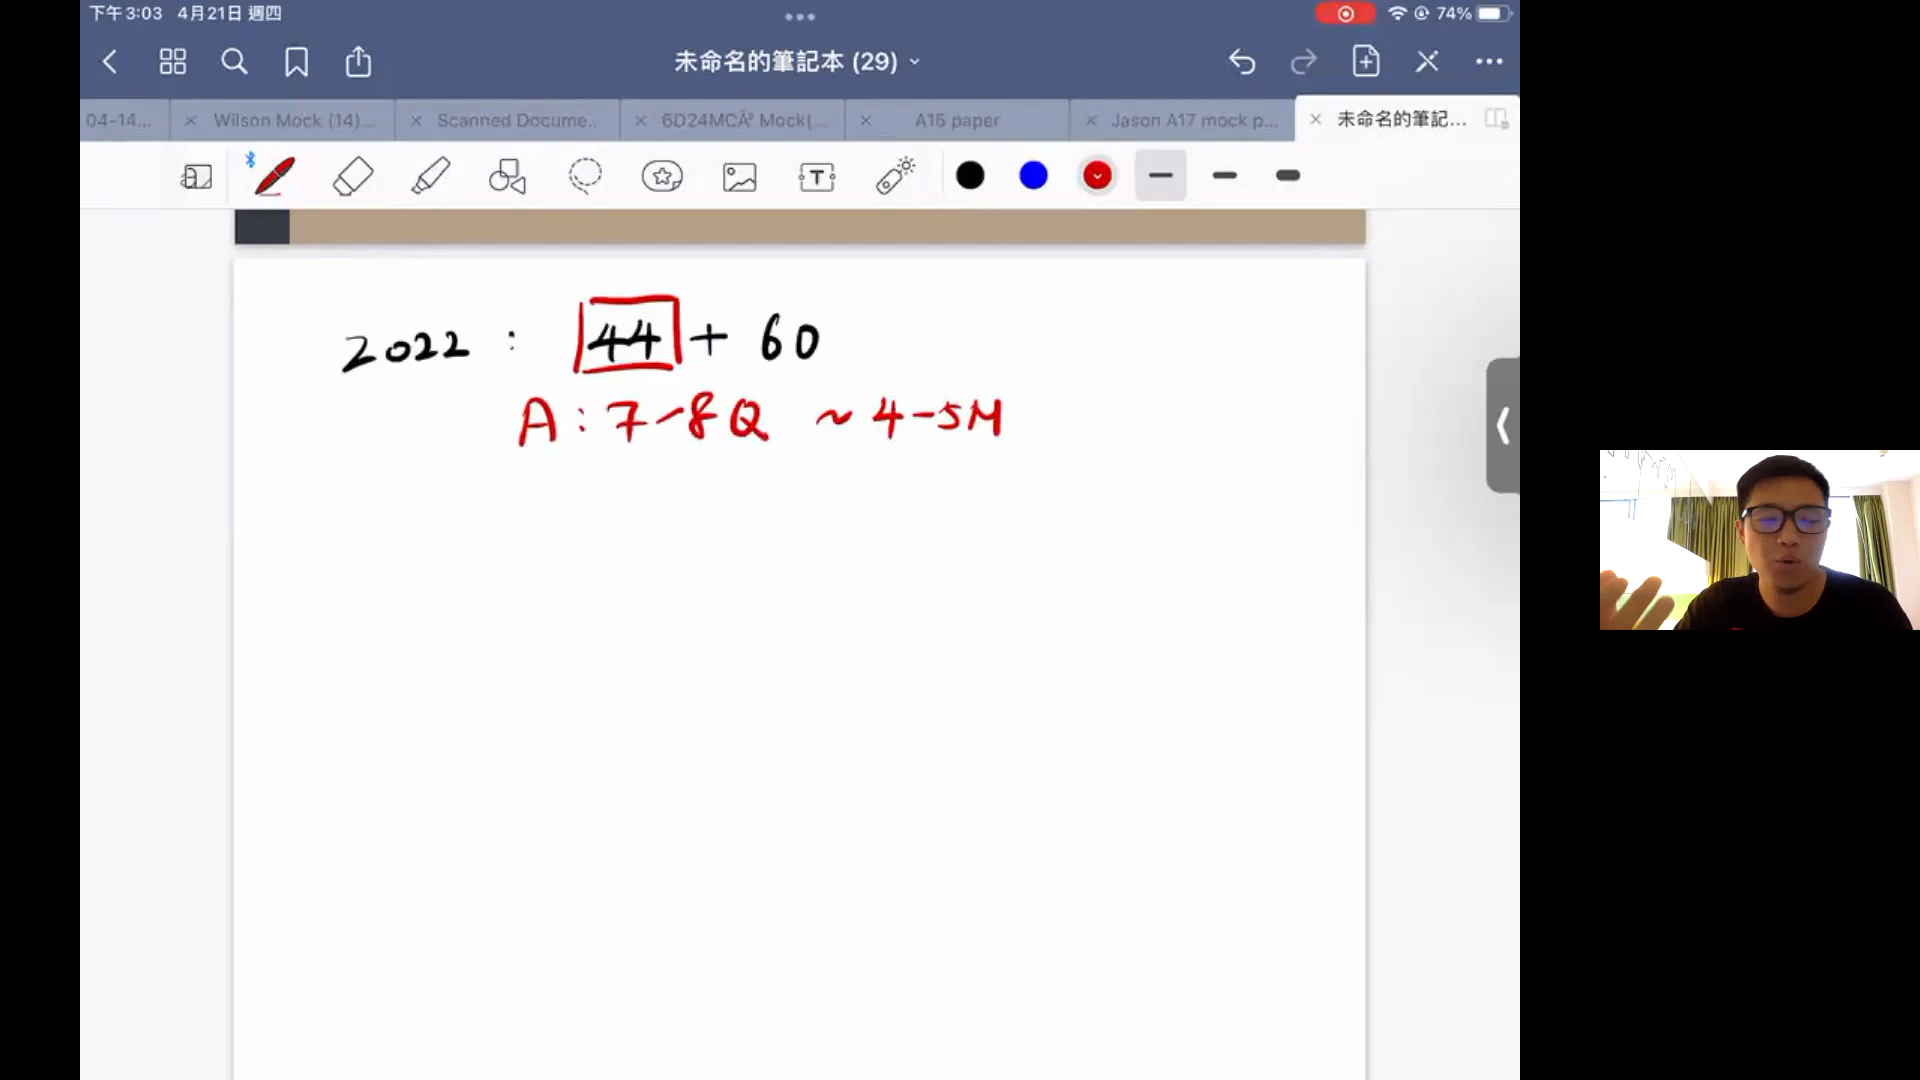 下午3:03 4月21日 週四
74%
未命名的筆記本 (29)
04-14...
Wilson Mock (14)...
Scanned Docume..
6D24MCÂ² Mock(...
A15 paper
Jason A17 mock p...
未命名的筆記...
2022 : 44 + 60
A : 7~8Q ~ 4-5M